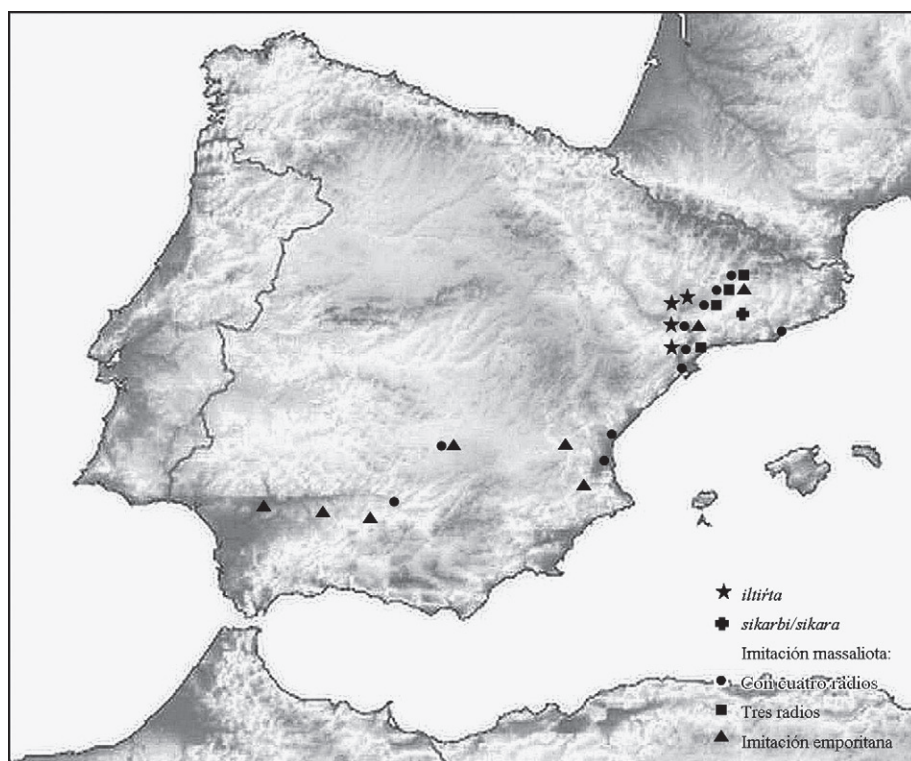 iltiŕta
sikarbi/sikara
Imitación massaliota:
Con cuatro radios
Tres radios
Imitación emporitana